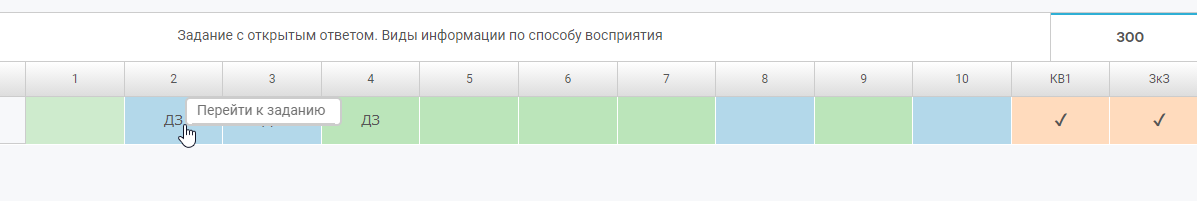 Задание с открытым ответом. Виды информации по способу восприятия
ЗОО
1 2 3 4 5 6 7 8 9 10 КВ1 ЗкЗ
Перейти к заданию
ДЗ ДЗ ✓ ✓